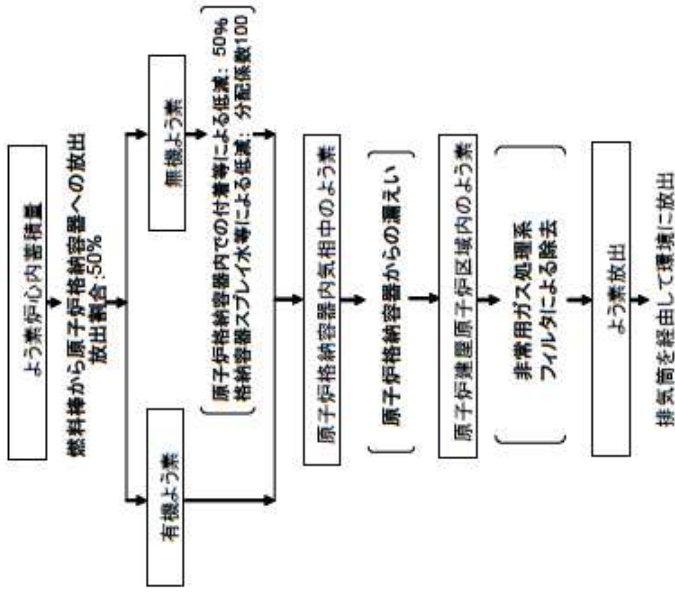 よう素炉心内蓄積量
燃料棒から原子炉格納容器への放出
放出割合:50%
有機よう素
無機よう素
原子炉格納容器内での付着等による低減: 50%
格納容器スプレイ水等による低減: 分配係数100
原子炉格納容器内気相中のよう素
原子炉格納容器からの漏えい
原子炉建屋原子炉区域内のよう素
非常用ガス処理系
フィルタによる除去
よう素放出
排気筒を経由して環境に放出